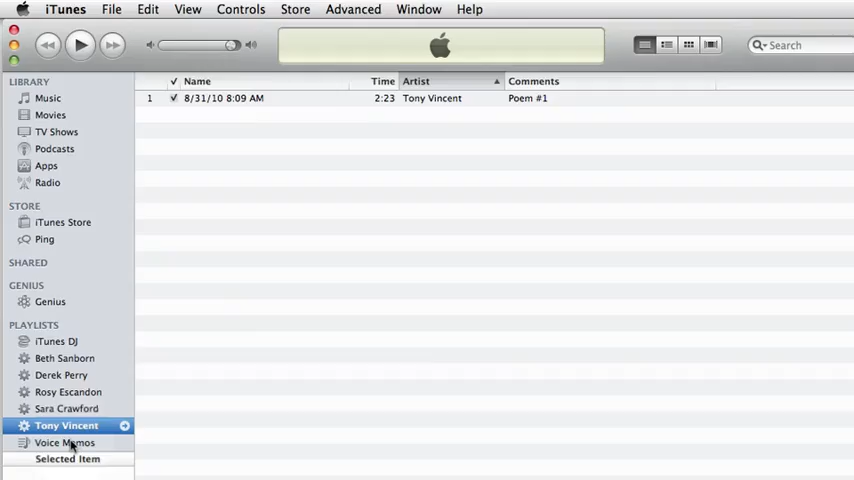 iTunes File Edit View Controls Store Advanced Window Help
Search
LIBRARY
Music
Movies
TV Shows
Podcasts
Apps
Radio
STORE
iTunes Store
Ping
SHARED
GENIUS
Genius
PLAYLISTS
iTunes DJ
Beth Sanborn
Derek Perry
Rosy Escandon
Sara Crawford
Tony Vincent
Voice Memos
Selected Item
✓ Name Time Artist Comments
1 8/31/10 8:09 AM 2:23 Tony Vincent Poem #1